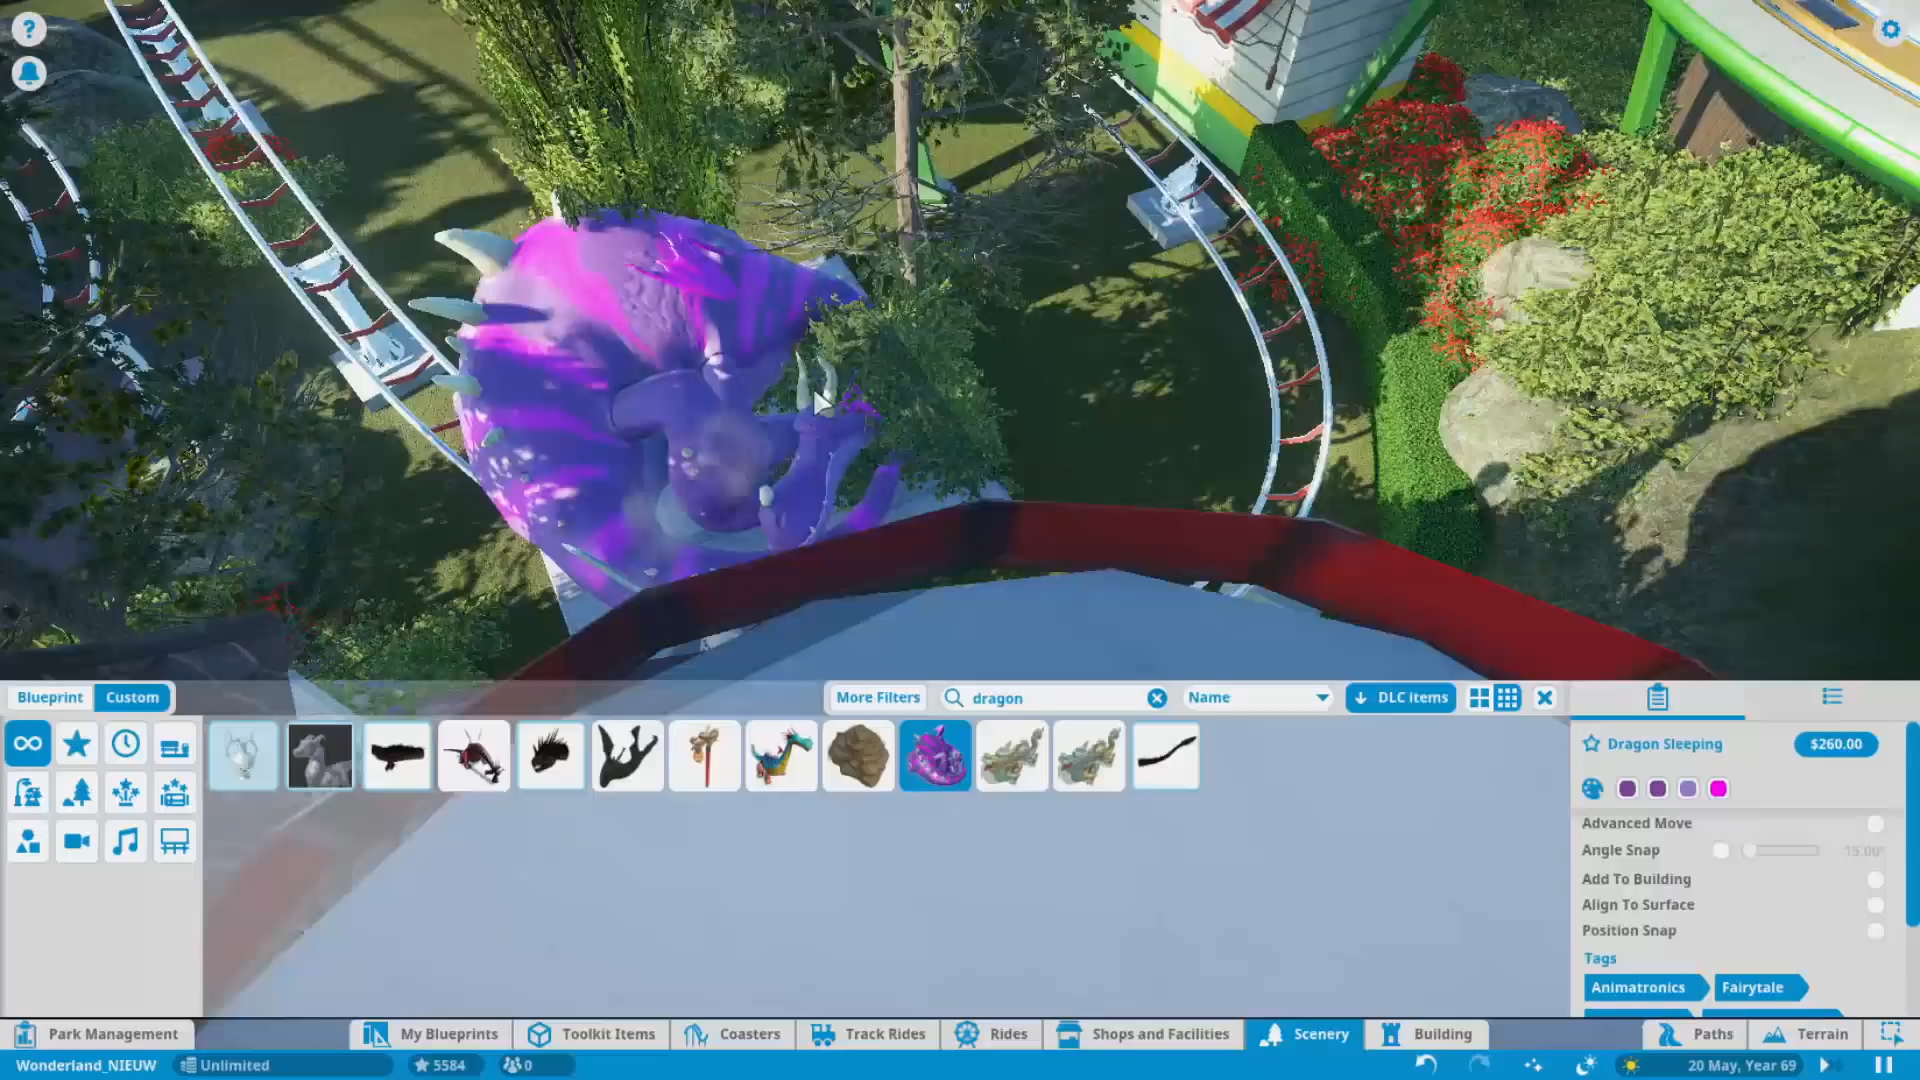 ?
Blueprint
Custom
More Filters
dragon
Name
DLC items
Dragon Sleeping
$260.00
Advanced Move
Angle Snap
15.00°
Add To Building
Align To Surface
Position Snap
Tags
Animatronics
Fairytale
Park Management
My Blueprints
Toolkit Items
Coasters
Track Rides
Rides
Shops and Facilities
Scenery
Building
Paths
Terrain
Wonderland_NIEUW
Unlimited
5584
0
20 May, Year 69